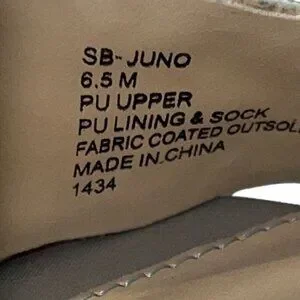 SB-JUNO
6.5 M
PU UPPER
PU LINING & SOCK
FABRIC COATED OUTSOL
MADE IN CHINA
1434